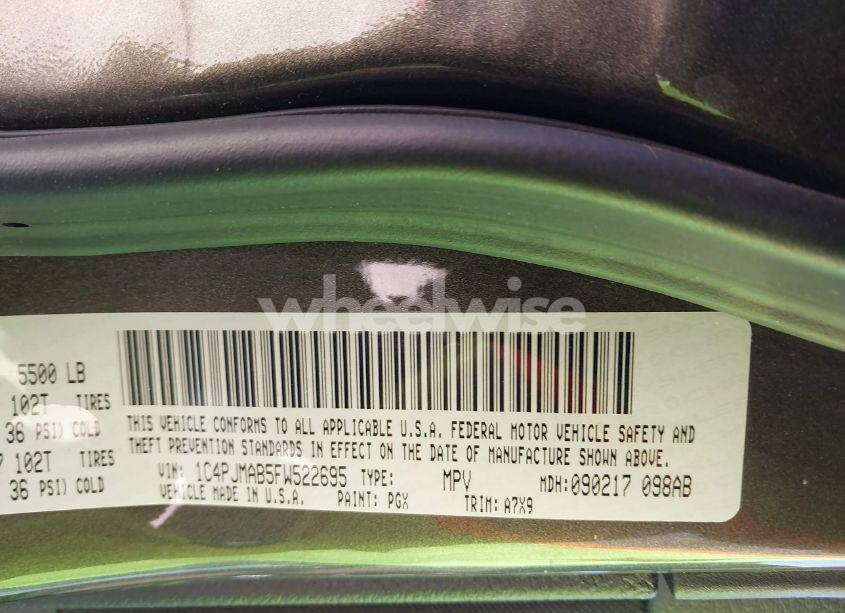 wheelwise
5500 LB
102T TIRES
36 PSI) COLD
102T TIRES
36 PSI) COLD
THIS VEHICLE CONFORMS TO ALL APPLICABLE U.S.A. FEDERAL MOTOR VEHICLE SAFETY AND
THEFT PREVENTION STANDARDS IN EFFECT ON THE DATE OF MANUFACTURE SHOWN ABOVE.
VIN: 1C4PJMAB5FW522695 TYPE: MPV MDH:090217 098AB
VEHICLE MADE IN U.S.A. PAINT: PGX TRIM: A7X9